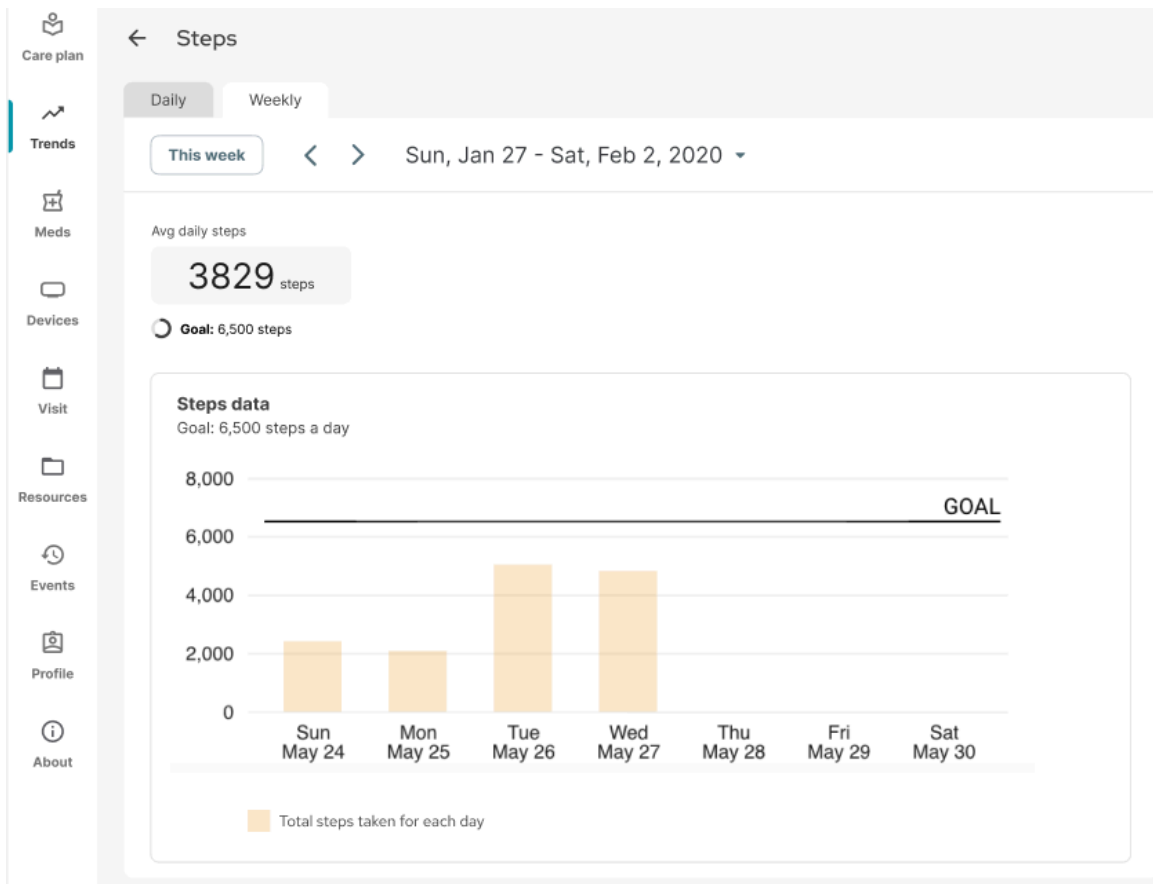 Care plan
Trends
Meds
Devices
Visit
Resources
Events
Profile
About
Steps
Daily
Weekly
This week
Sun, Jan 27 - Sat, Feb 2, 2020
Avg daily steps
3829 steps
Goal: 6,500 steps
Steps data
Goal: 6,500 steps a day
8,000
GOAL
6,000
4,000
2,000
0
Sun Mon Tue Wed Thu Fri Sat
May 24 May 25 May 26 May 27 May 28 May 29 May 30
Total steps taken for each day